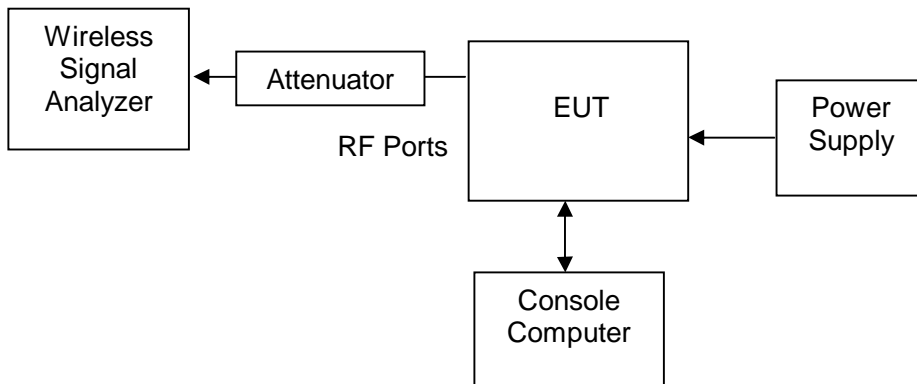 Wireless
Signal
Analyzer
Attenuator
RF Ports
EUT
Power
Supply
Console
Computer